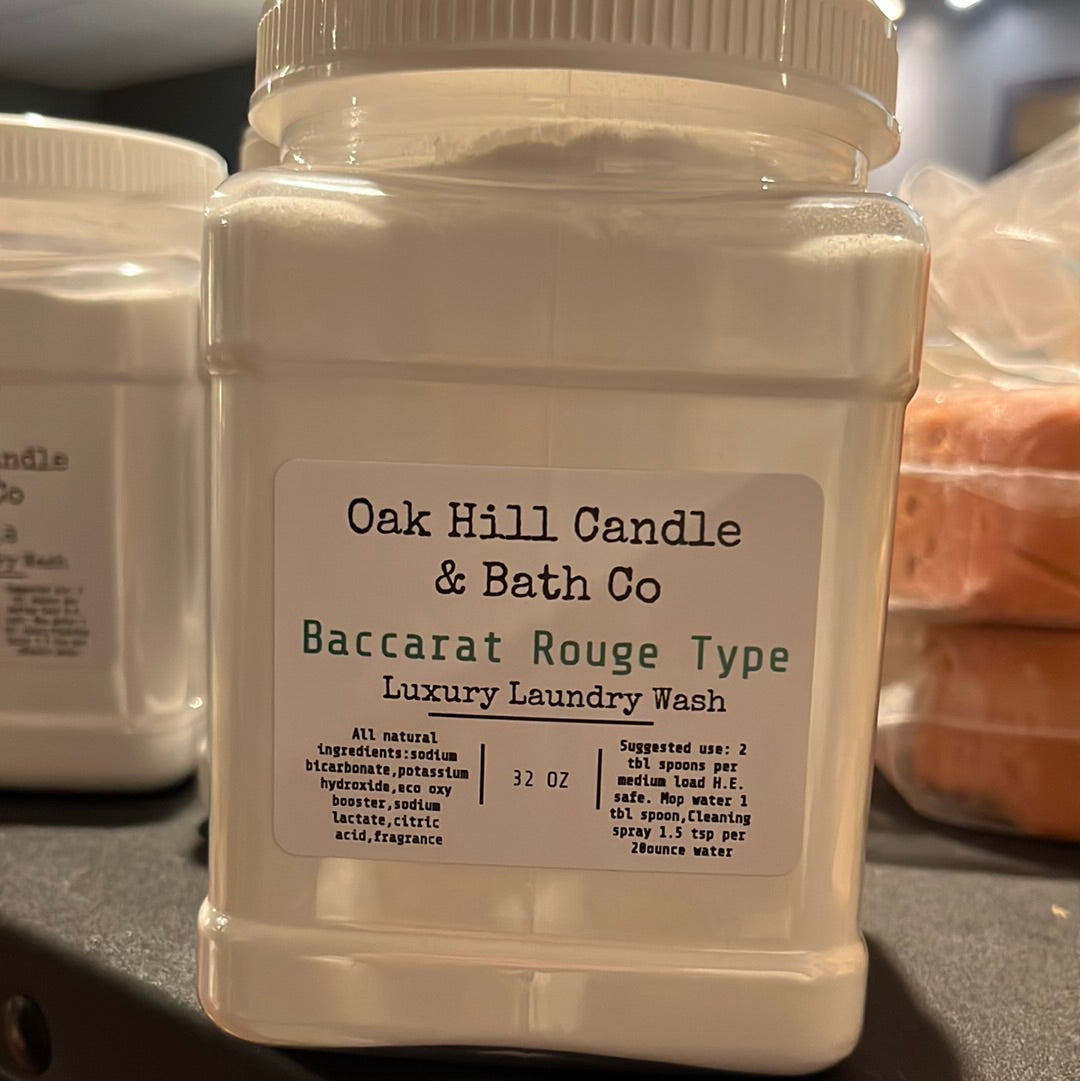 Oak Hill Candle
& Bath Co
Baccarat Rouge Type
Luxury Laundry Wash
All natural
ingredients:sodium
bicarbonate,potassium
hydroxide,eco oxy
booster,sodium
lactate,citric
acid,fragrance
32 OZ
Suggested use: 2
tbl spoons per
medium load H.E.
safe. Mop water 1
tbl spoon,Cleaning
spray 1.5 tsp per
20ounce water
ndle
Co